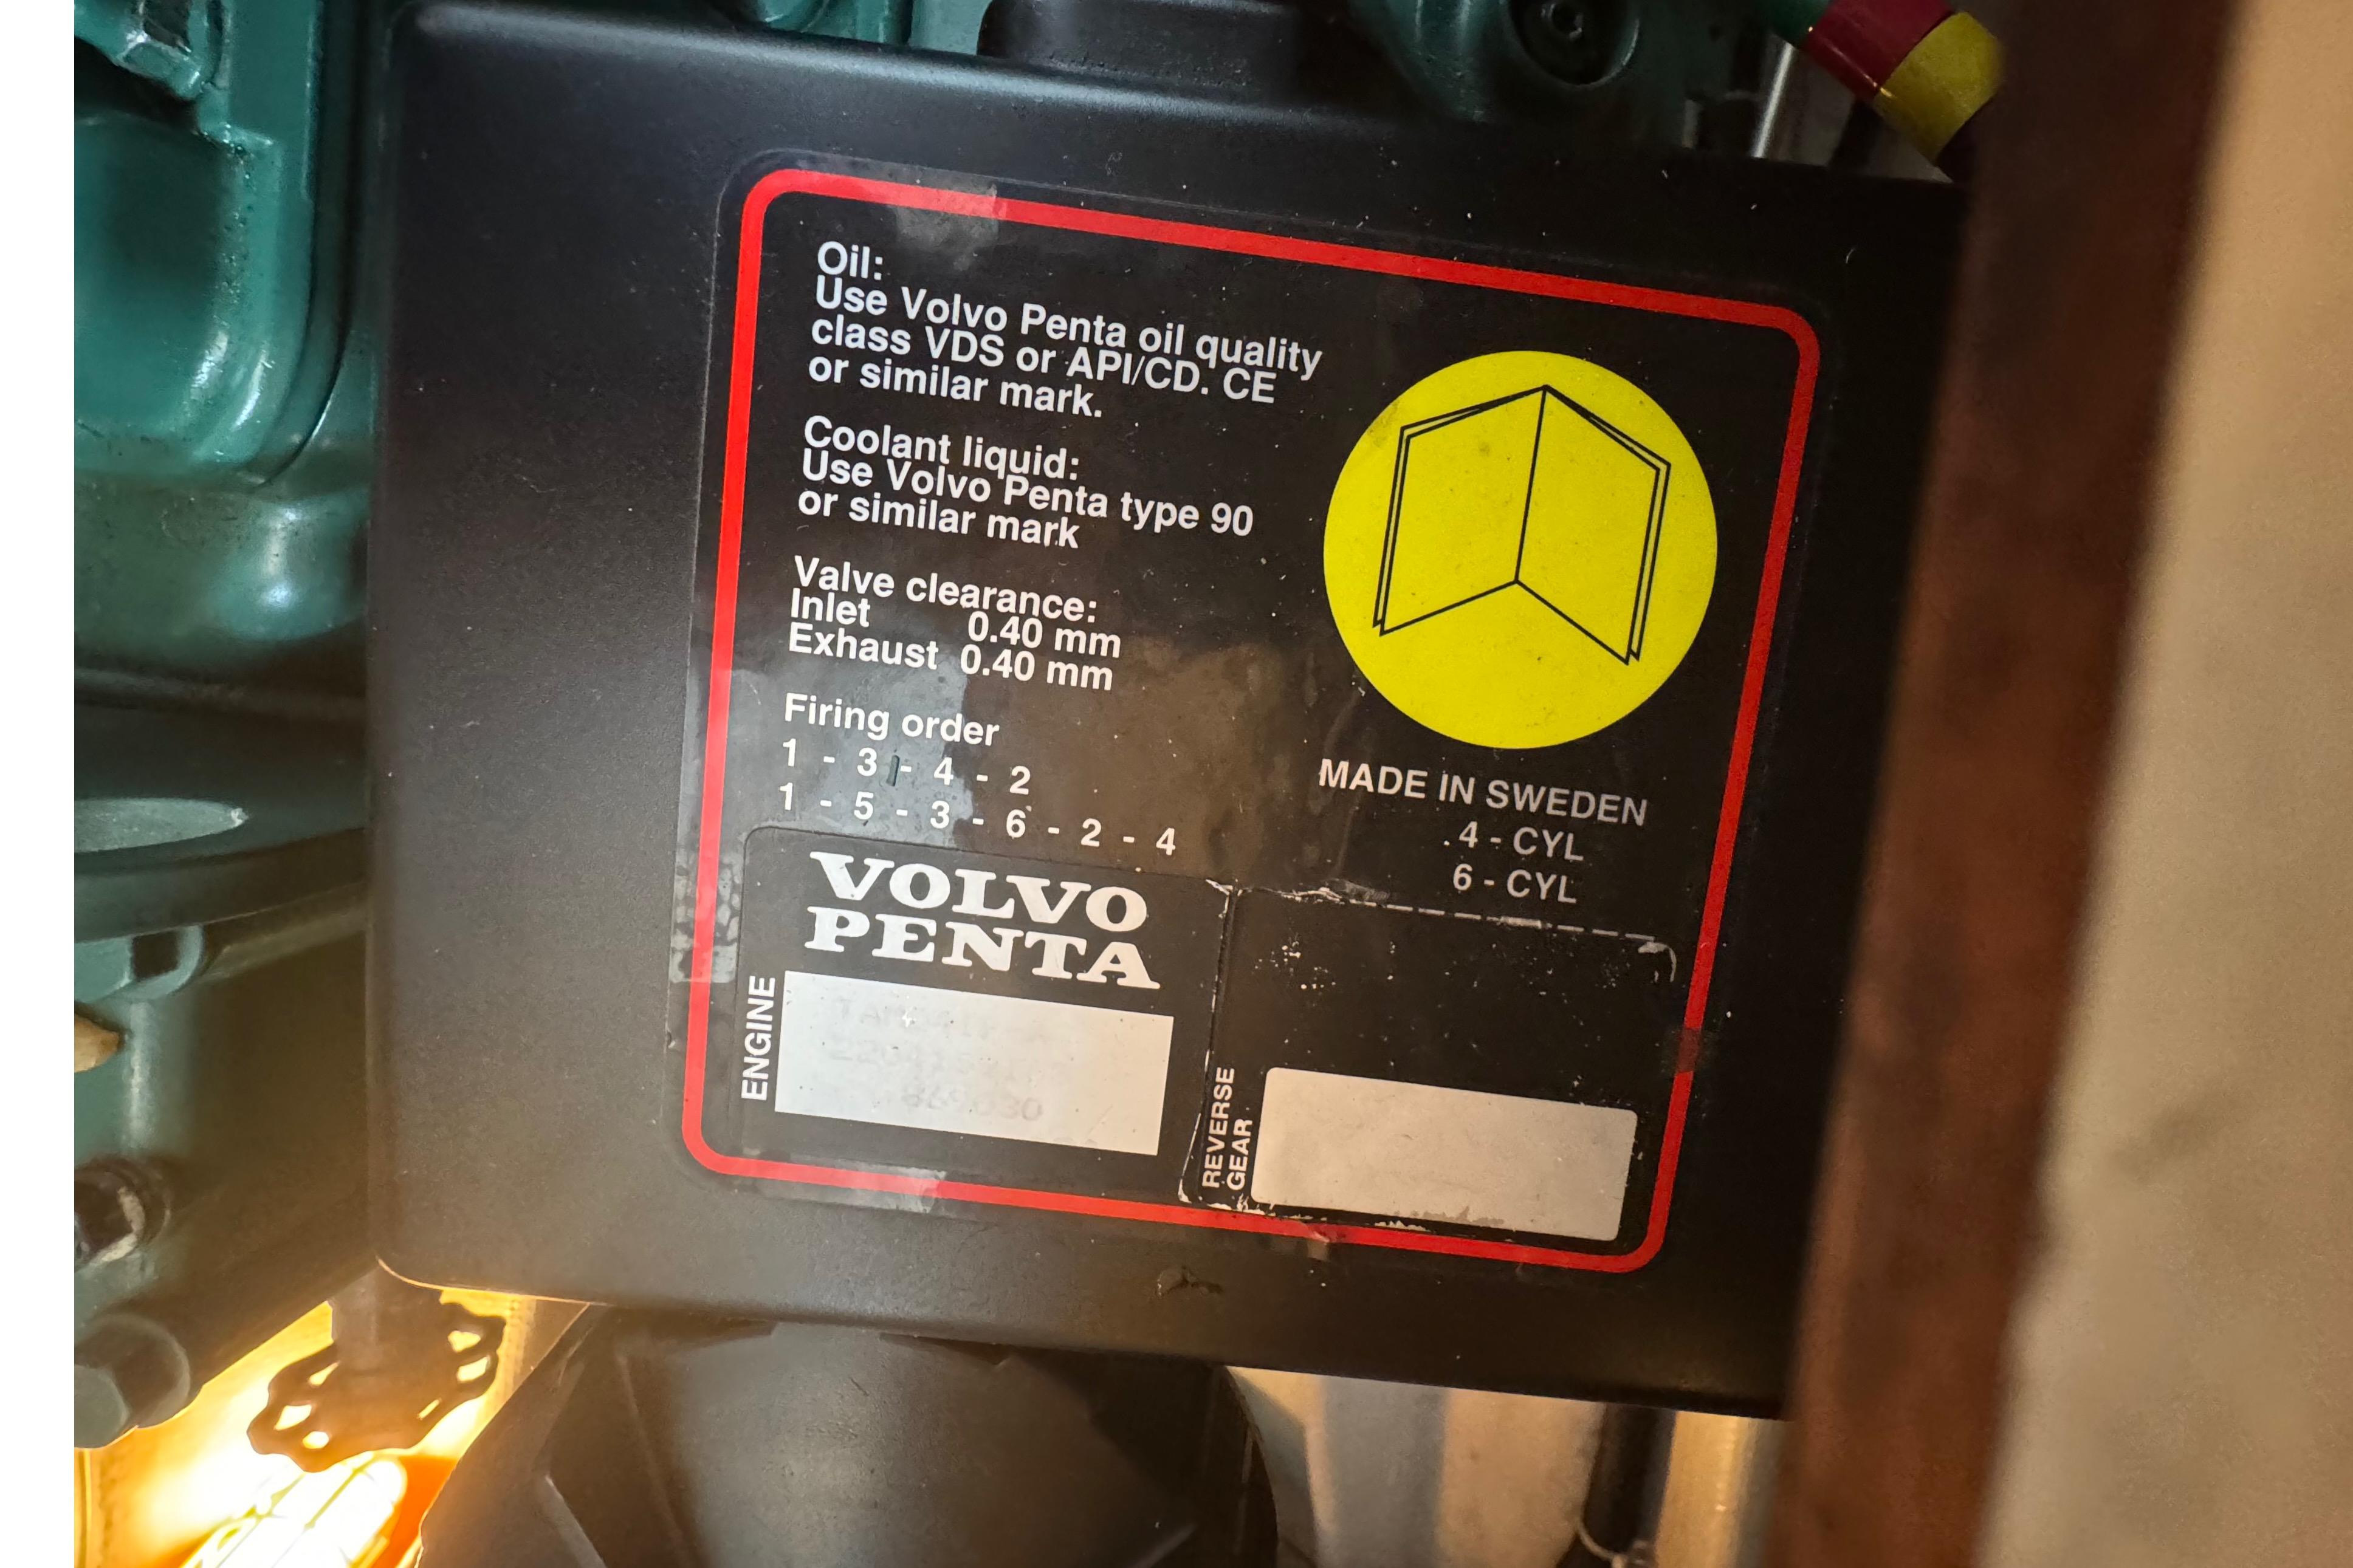 Oil:
Use Volvo Penta oil quality
class VDS or API/CD. CE
or similar mark.
Coolant liquid:
Use Volvo Penta type 90
or similar mark
Valve clearance:
Inlet 0.40 mm
Exhaust 0.40 mm
Firing order
1 - 3 - 4 - 2
1 - 5 - 3 - 6 - 2 - 4
MADE IN SWEDEN
4 - CYL
6 - CYL
VOLVO
PENTA
ENGINE
REVERSE
GEAR